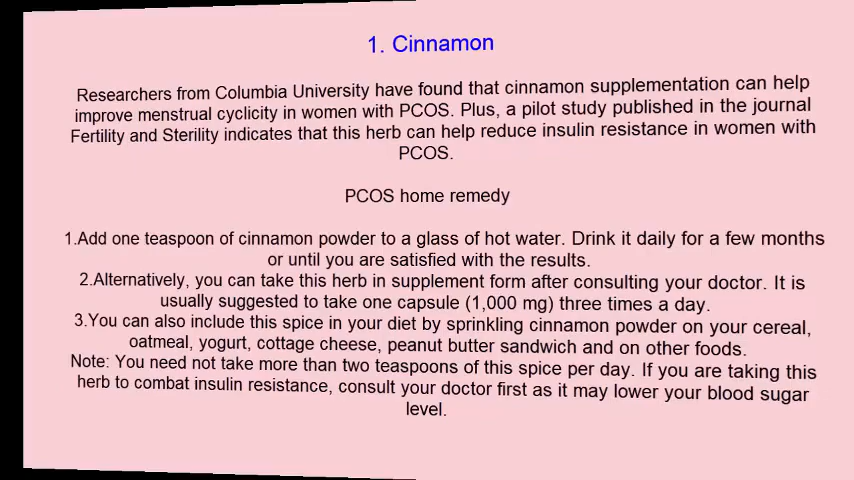 1. Cinnamon
Researchers from Columbia University have found that cinnamon supplementation can help
improve menstrual cyclicity in women with PCOS. Plus, a pilot study published in the journal
Fertility and Sterility indicates that this herb can help reduce insulin resistance in women with
PCOS.
PCOS home remedy
1.Add one teaspoon of cinnamon powder to a glass of hot water. Drink it daily for a few months
or until you are satisfied with the results.
2.Alternatively, you can take this herb in supplement form after consulting your doctor. It is
usually suggested to take one capsule (1,000 mg) three times a day.
3.You can also include this spice in your diet by sprinkling cinnamon powder on your cereal,
oatmeal, yogurt, cottage cheese, peanut butter sandwich and on other foods.
Note: You need not take more than two teaspoons of this spice per day. If you are taking this
herb to combat insulin resistance, consult your doctor first as it may lower your blood sugar
level.